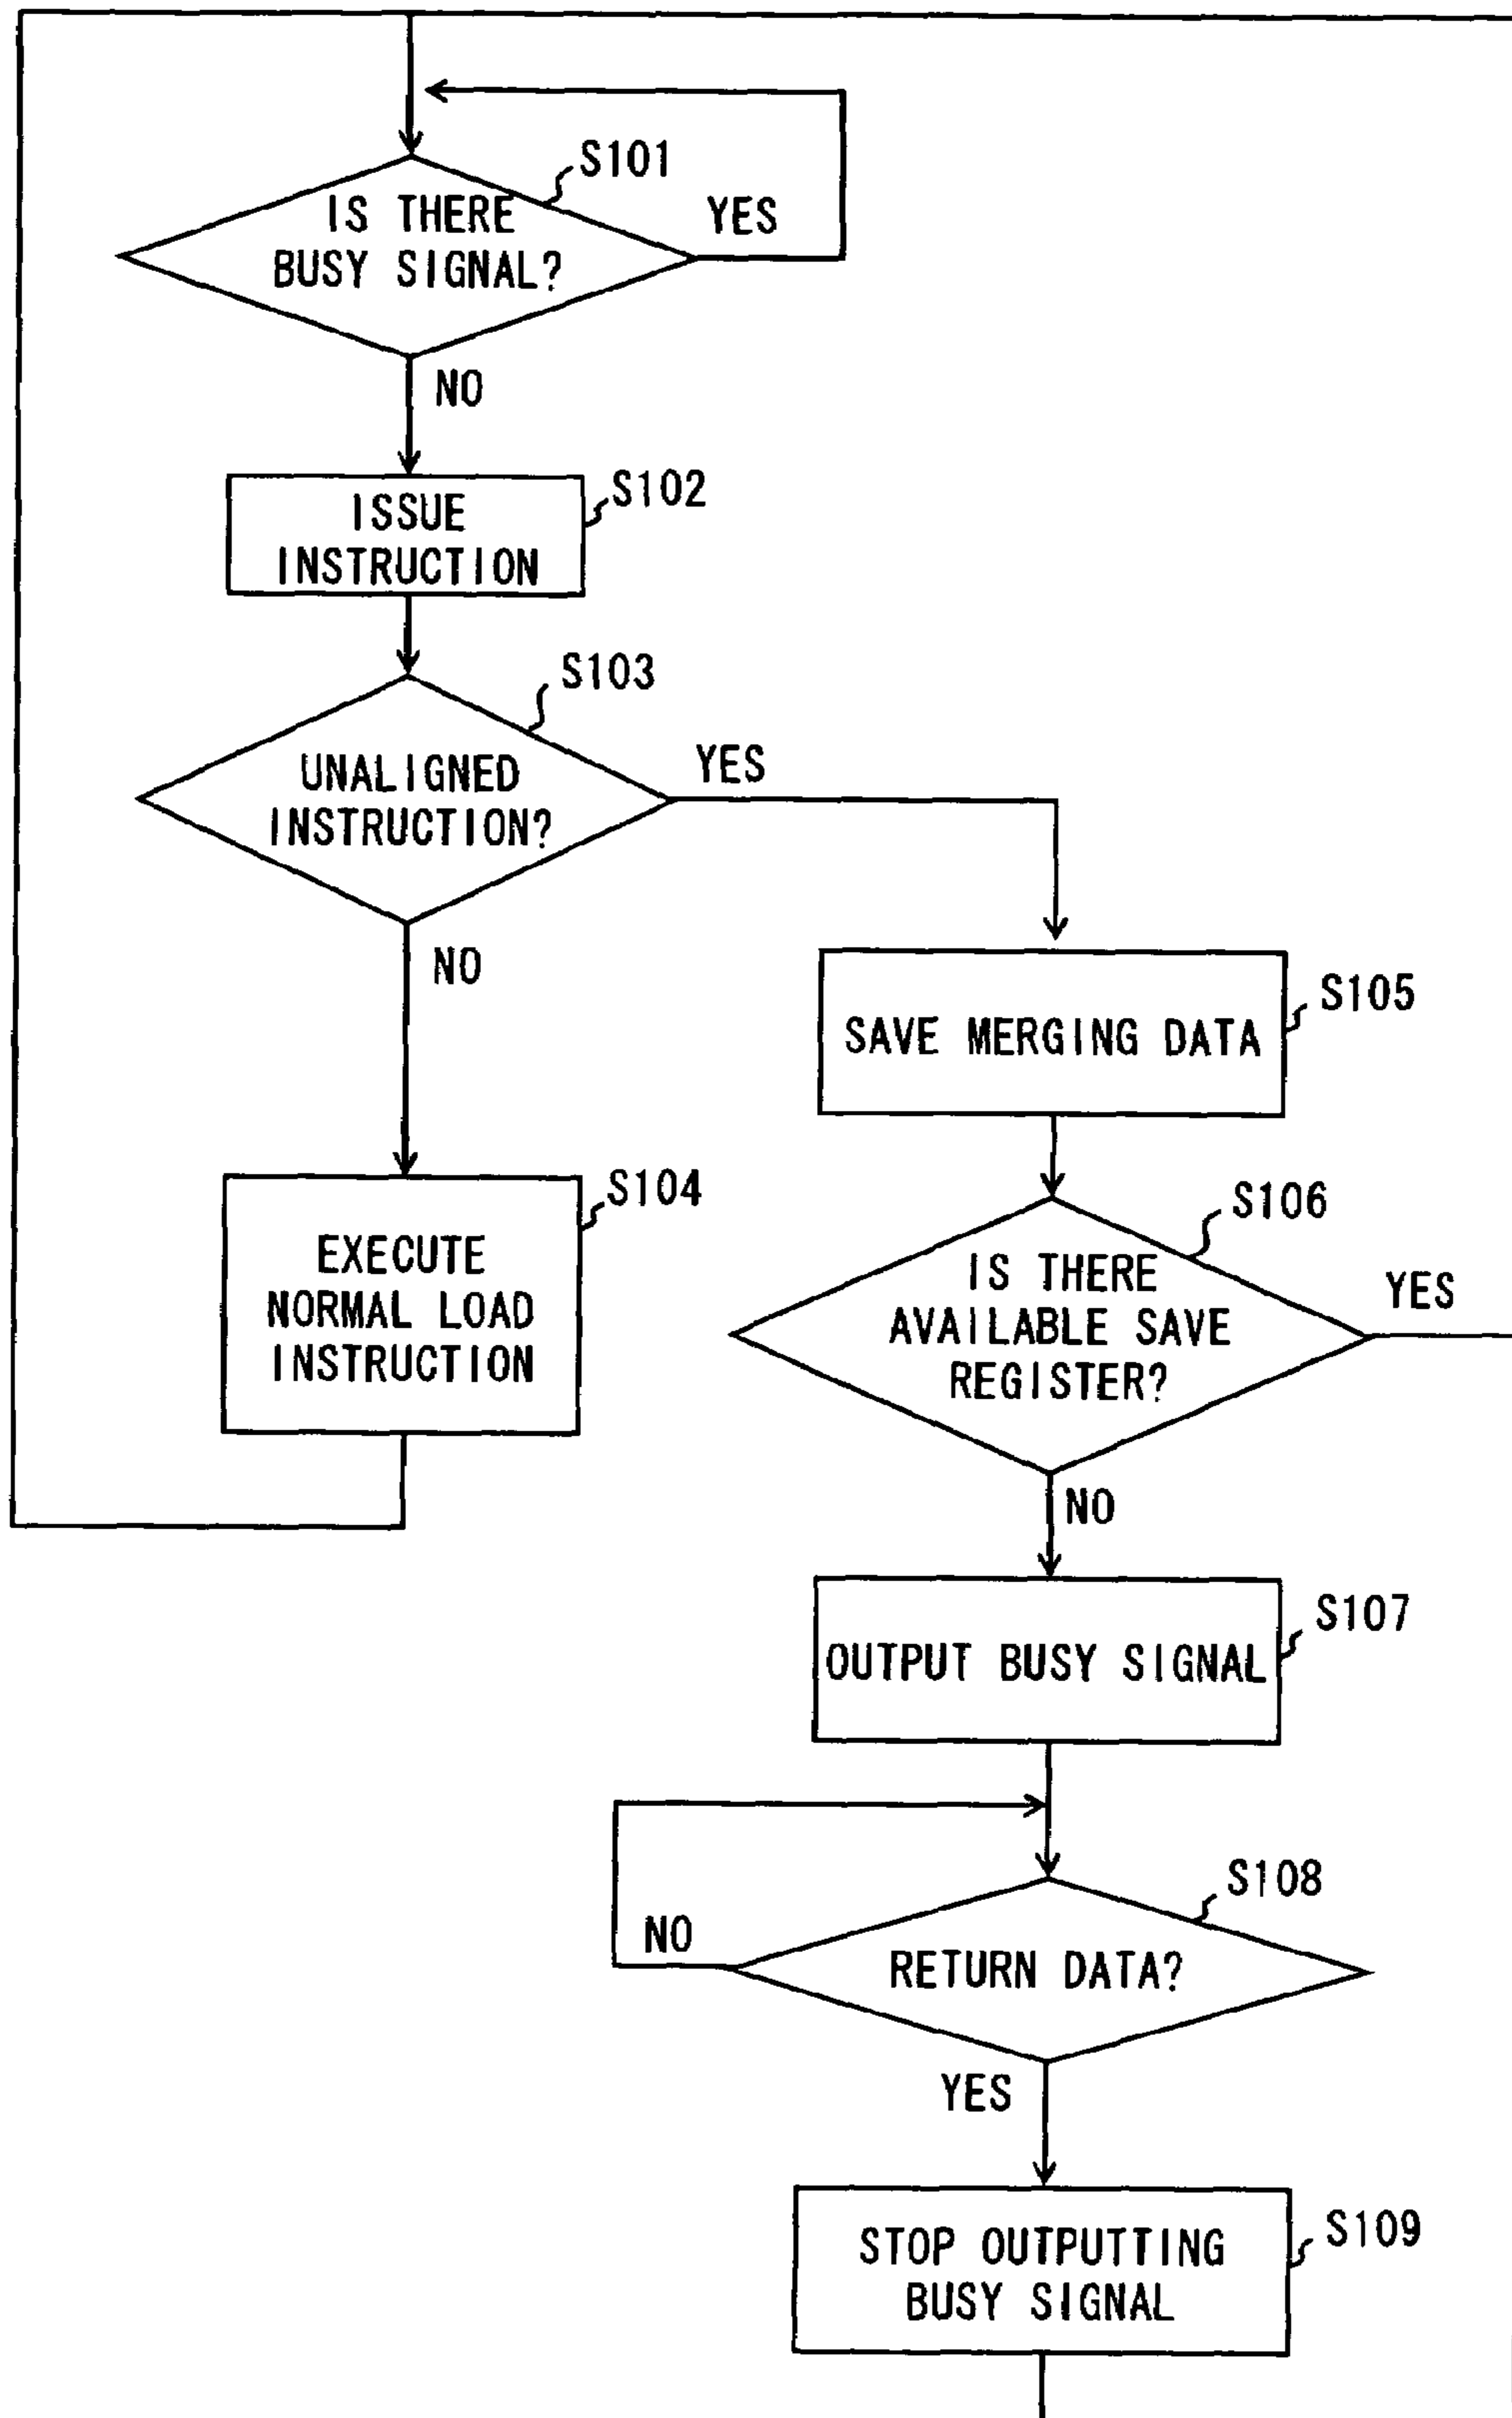 S101
IS THERE
BUSY SIGNAL?
YES
NO
S102
ISSUE
INSTRUCTION
S103
UNALIGNED
INSTRUCTION?
YES
NO
S105
SAVE MERGING DATA
S104
EXECUTE
NORMAL LOAD
INSTRUCTION
S106
IS THERE
AVAILABLE SAVE
REGISTER?
YES
NO
S107
OUTPUT BUSY SIGNAL
S108
RETURN DATA?
NO
YES
S109
STOP OUTPUTTING
BUSY SIGNAL